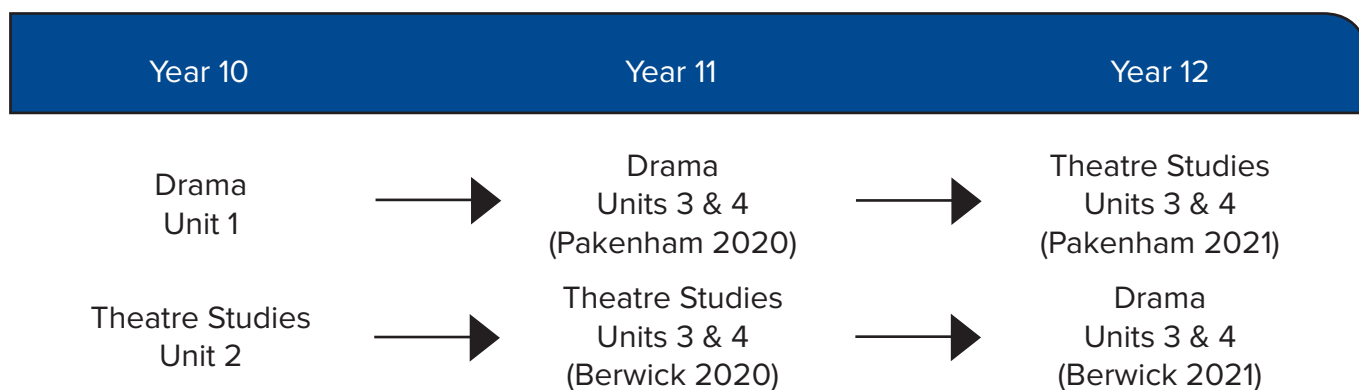 Year 10
Year 11
Year 12
Drama
Unit 1
Drama
Units 3 & 4
(Pakenham 2020)
Theatre Studies
Units 3 & 4
(Pakenham 2021)
Theatre Studies
Unit 2
Theatre Studies
Units 3 & 4
(Berwick 2020)
Drama
Units 3 & 4
(Berwick 2021)